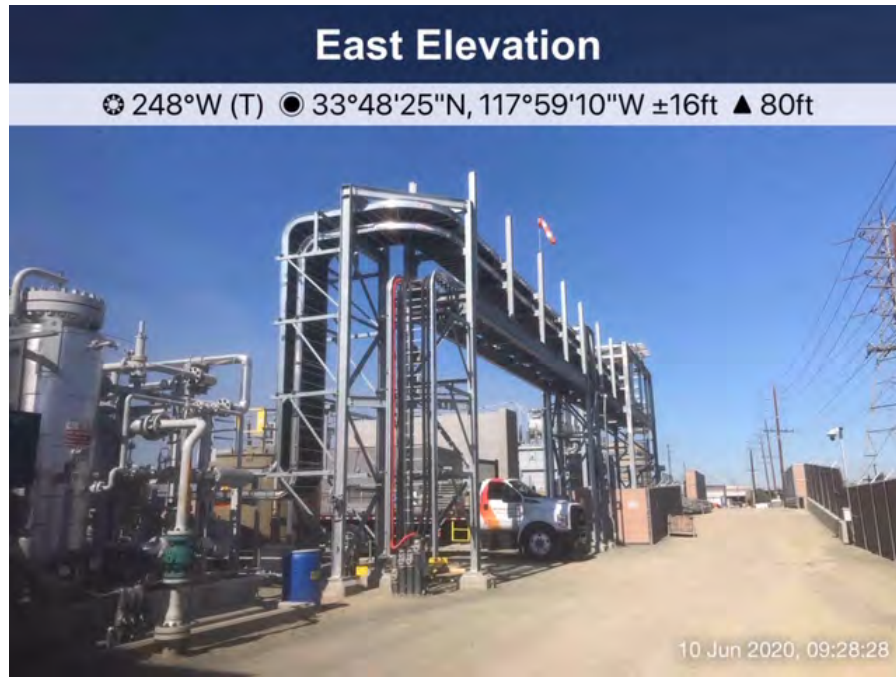 East Elevation
248°W (T) 33°48'25"N, 117°59'10"W ±16ft ▲ 80ft
10 Jun 2020, 09:28:28